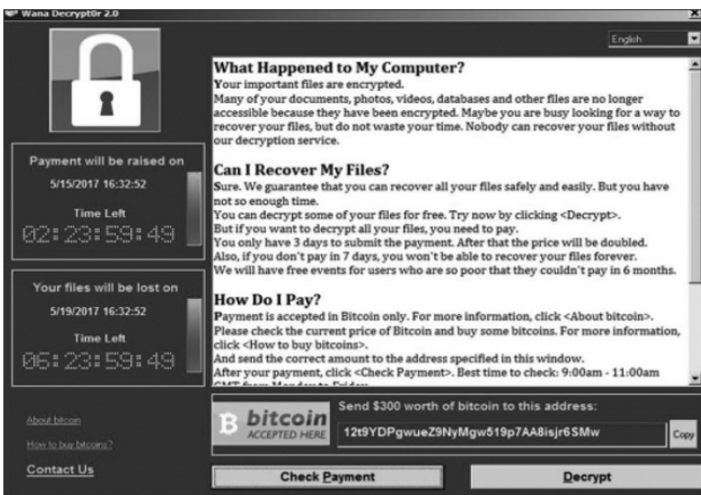 Wana Decrypt0r 2.0
English
What Happened to My Computer?
Your important files are encrypted.
Many of your documents, photos, videos, databases and other files are no longer
accessible because they have been encrypted. Maybe you are busy looking for a way to
recover your files, but do not waste your time. Nobody can recover your files without
our decryption service.
Can I Recover My Files?
Sure. We guarantee that you can recover all your files safely and easily. But you have
not so enough time.
You can decrypt some of your files for free. Try now by clicking <Decrypt>.
But if you want to decrypt all your files, you need to pay.
You only have 3 days to submit the payment. After that the price will be doubled.
Also, if you don't pay in 7 days, you won't be able to recover your files forever.
We will have free events for users who are so poor that they couldn't pay in 6 months.
How Do I Pay?
Payment is accepted in Bitcoin only. For more information, click <About bitcoin>.
Please check the current price of Bitcoin and buy some bitcoins. For more information,
click <How to buy bitcoins>.
And send the correct amount to the address specified in this window.
After your payment, click <Check Payment>. Best time to check: 9:00am - 11:00am
GMT from Monday to Friday.
Payment will be raised on
5/15/2017 16:32:52
Time Left
02:23:59:49
Your files will be lost on
5/19/2017 16:32:52
Time Left
06:23:59:49
About bitcoin
How to buy bitcoins?
Contact Us
bitcoin
ACCEPTED HERE
Send $300 worth of bitcoin to this address:
12t9YDPgwueZ9NyMgw519p7AA8isjr6SMw
Copy
Check Payment
Decrypt